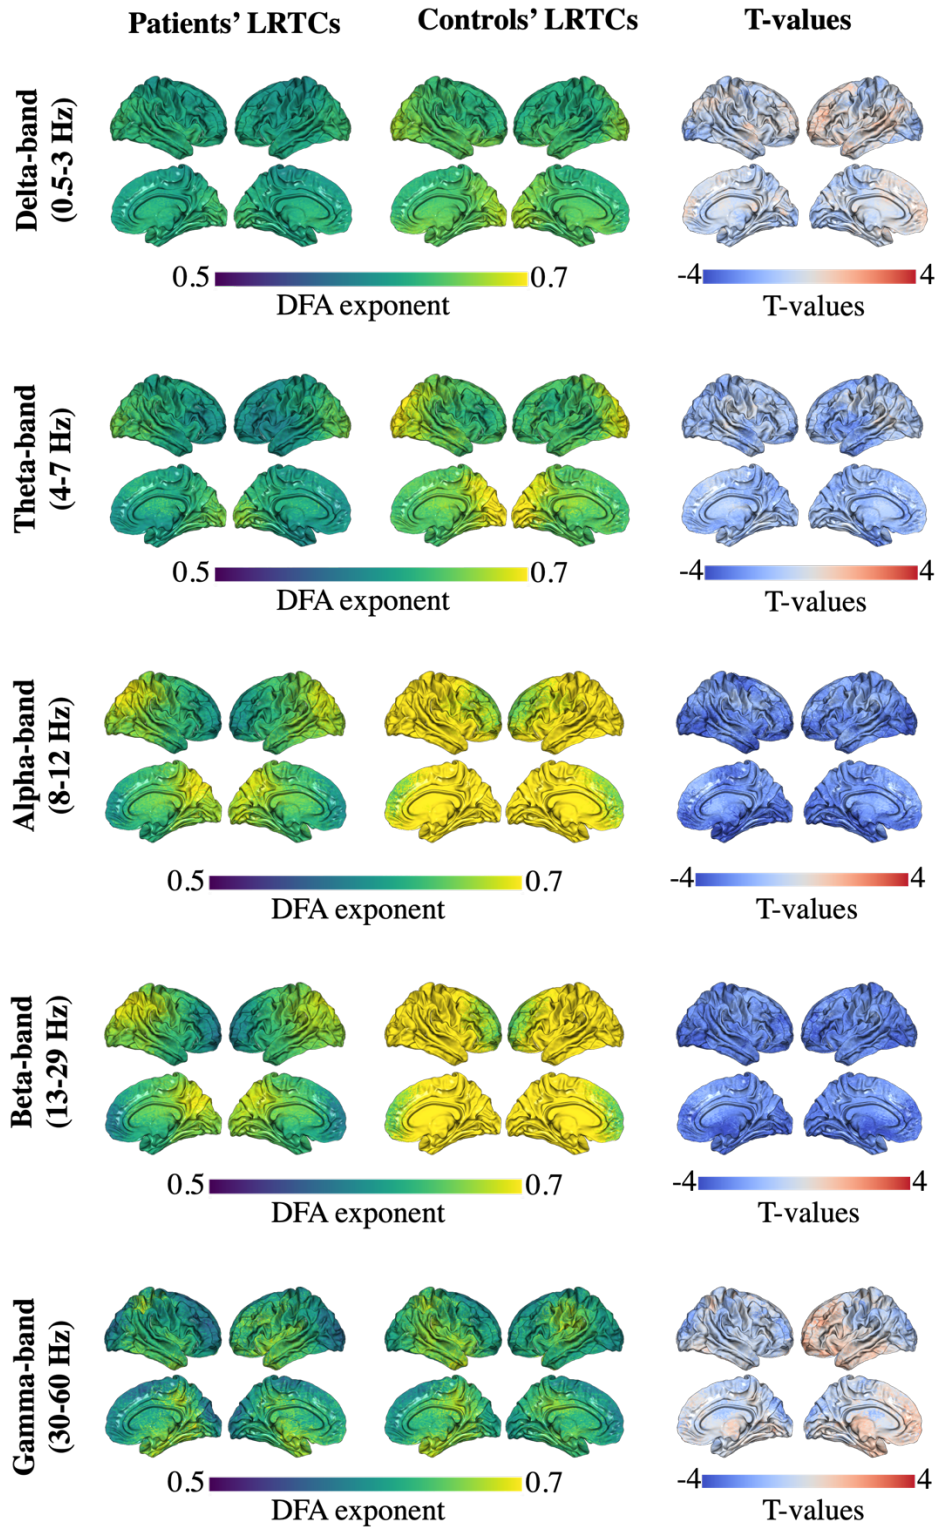 Patients’ LRTCs
Controls’ LRTCs
T-values
Delta-band
(0.5-3 Hz)
0.5
0.7
DFA exponent
-4
4
T-values
Theta-band
(4-7 Hz)
0.5
0.7
DFA exponent
-4
4
T-values
Alpha-band
(8-12 Hz)
0.5
0.7
DFA exponent
-4
4
T-values
Beta-band
(13-29 Hz)
0.5
0.7
DFA exponent
-4
4
T-values
Gamma-band
(30-60 Hz)
0.5
0.7
DFA exponent
-4
4
T-values